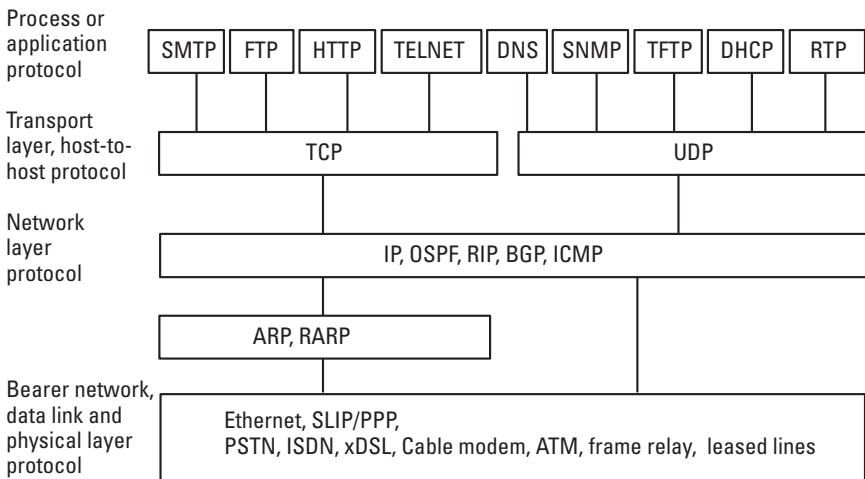 Process or
application
protocol
SMTP FTP HTTP TELNET DNS SNMP TFTP DHCP RTP
Transport
layer, host-to-
host protocol
TCP UDP
Network
layer
protocol
IP, OSPF, RIP, BGP, ICMP
ARP, RARP
Bearer network,
data link and
physical layer
protocol
Ethernet, SLIP/PPP,
PSTN, ISDN, xDSL, Cable modem, ATM, frame relay, leased lines